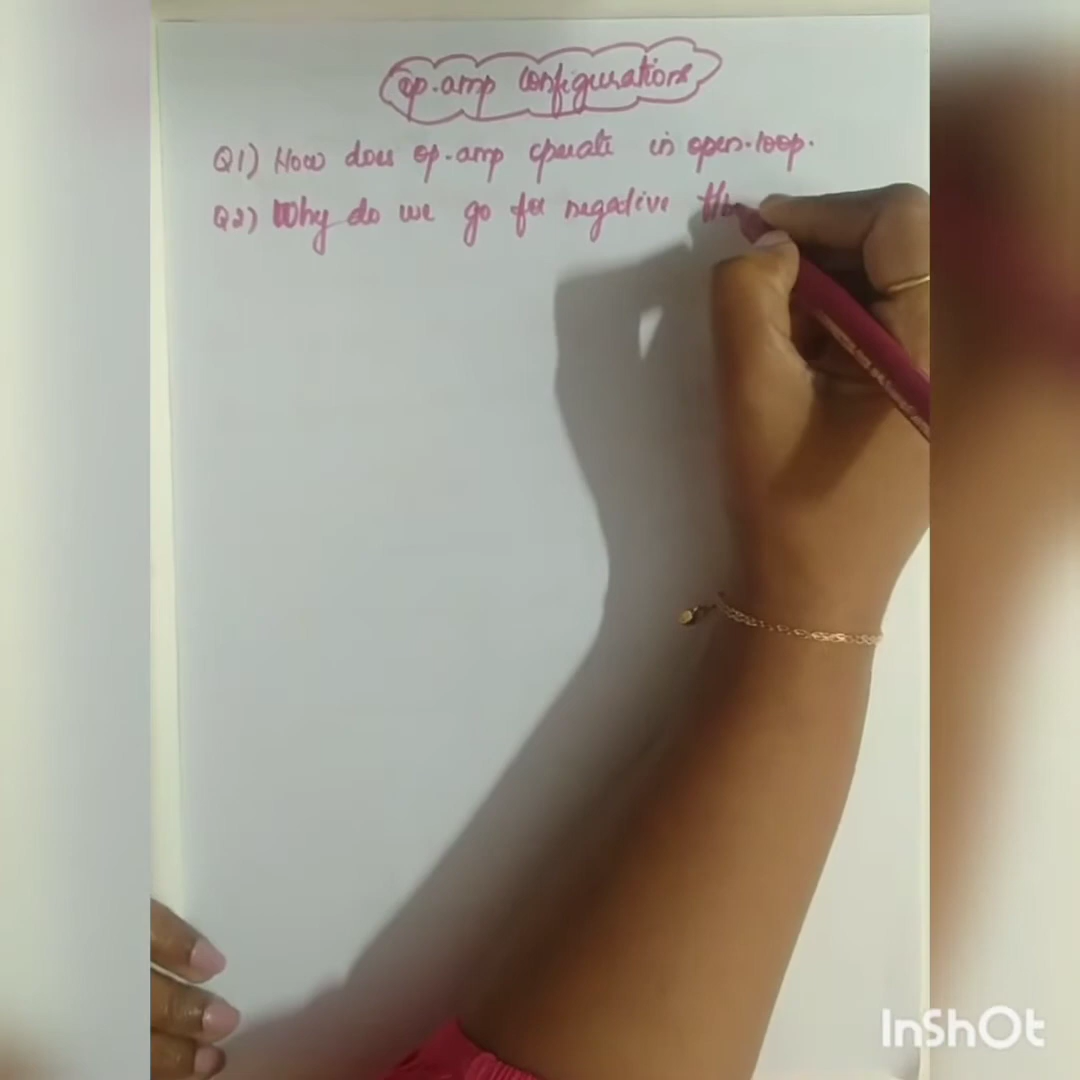 op-amp configurations
Q1) How does op-amp operate in open-loop.
Q2) Why do we go for negative
InShOt